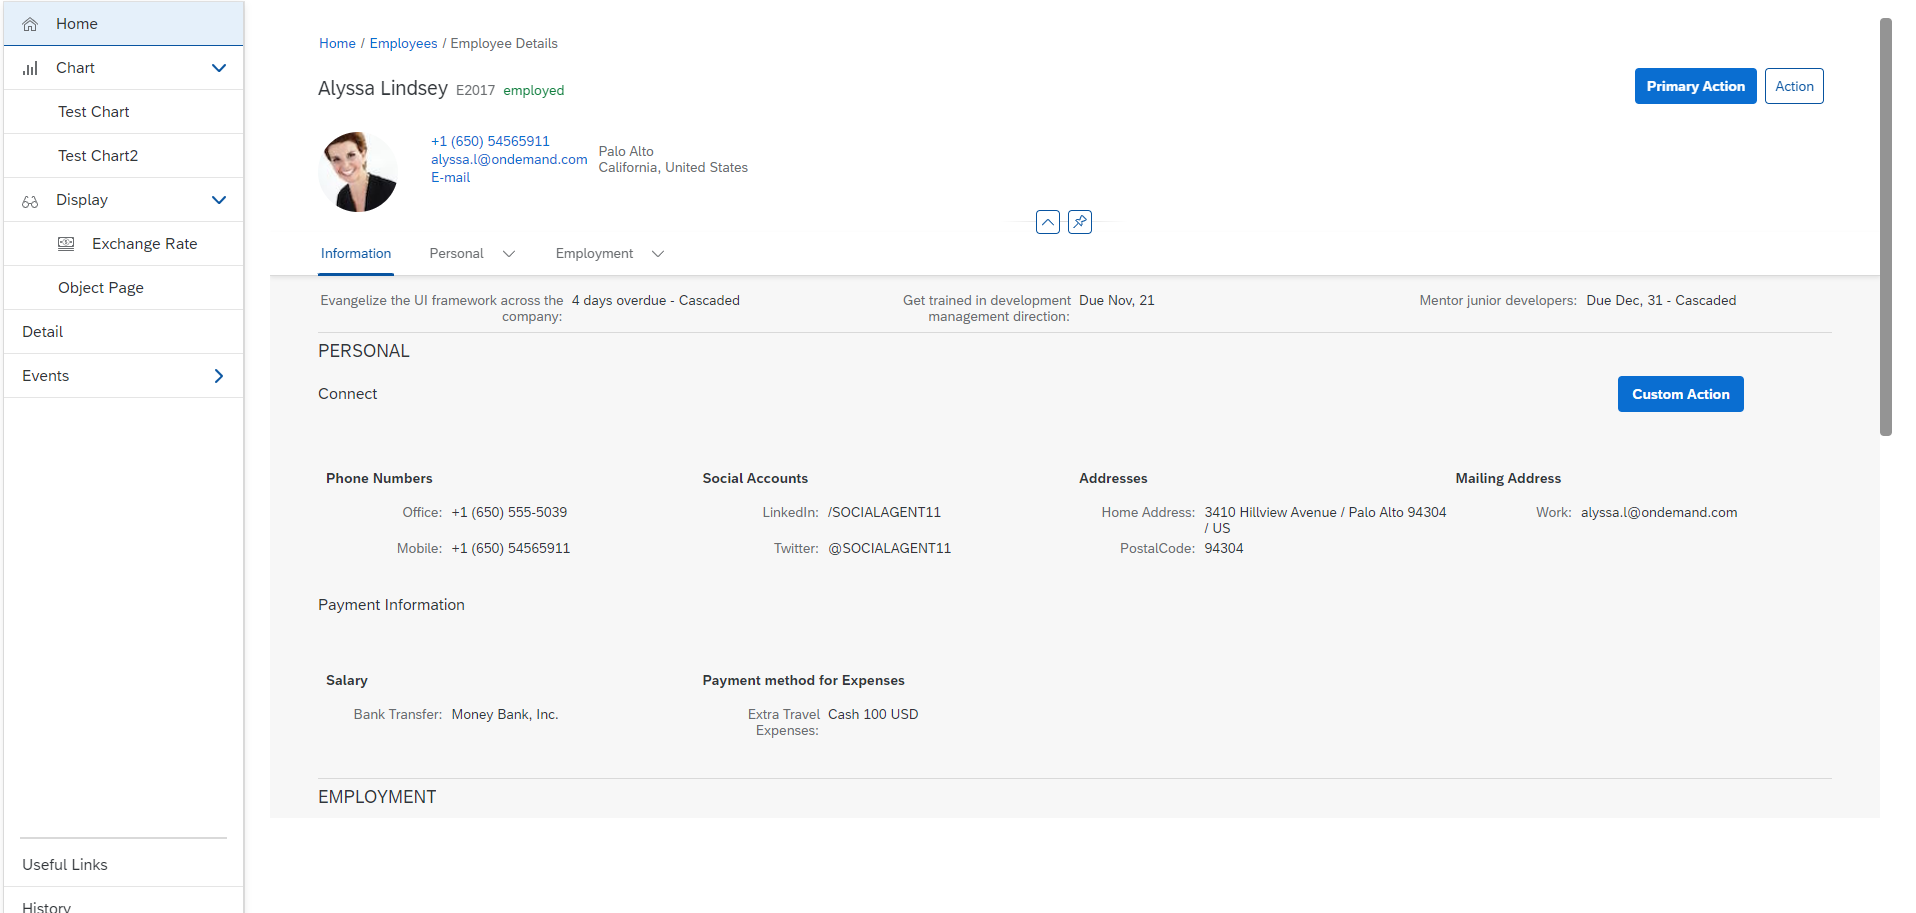 Home
Chart
Test Chart
Test Chart2
Display
Exchange Rate
Object Page
Detail
Events
Useful Links
History
Home / Employees / Employee Details
Alyssa Lindsey E2017 employed
Primary Action
Action
+1 (650) 54565911
alyssa.l@ondemand.com
E-mail
Palo Alto
California, United States
Information
Personal
Employment
Evangelize the UI framework across the
company:
4 days overdue - Cascaded
Get trained in development
management direction:
Due Nov, 21
Mentor junior developers: Due Dec, 31 - Cascaded
PERSONAL
Connect
Custom Action
Phone Numbers
Office: +1 (650) 555-5039
Mobile: +1 (650) 54565911
Social Accounts
LinkedIn: /SOCIALAGENT11
Twitter: @SOCIALAGENT11
Addresses
Home Address: 3410 Hillview Avenue / Palo Alto 94304
/ US
PostalCode: 94304
Mailing Address
Work: alyssa.l@ondemand.com
Payment Information
Salary
Bank Transfer: Money Bank, Inc.
Payment method for Expenses
Extra Travel
Expenses:
Cash 100 USD
EMPLOYMENT